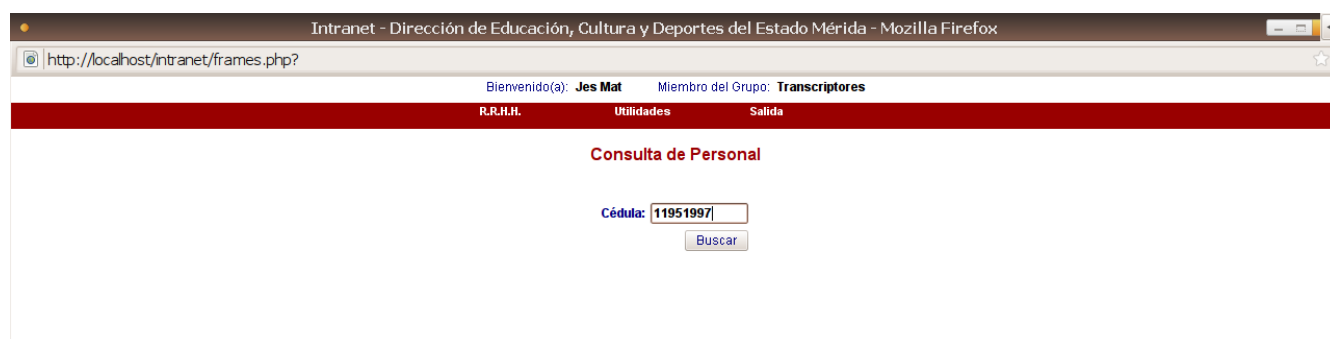 Intranet - Dirección de Educación, Cultura y Deportes del Estado Mérida - Mozilla Firefox
http://localhost/intranet/frames.php?
Bienvenido(a): Jes Mat Miembro del Grupo: Transcriptores
R.R.H.H. Utilidades Salida
Consulta de Personal
Cédula: 11951997
Buscar